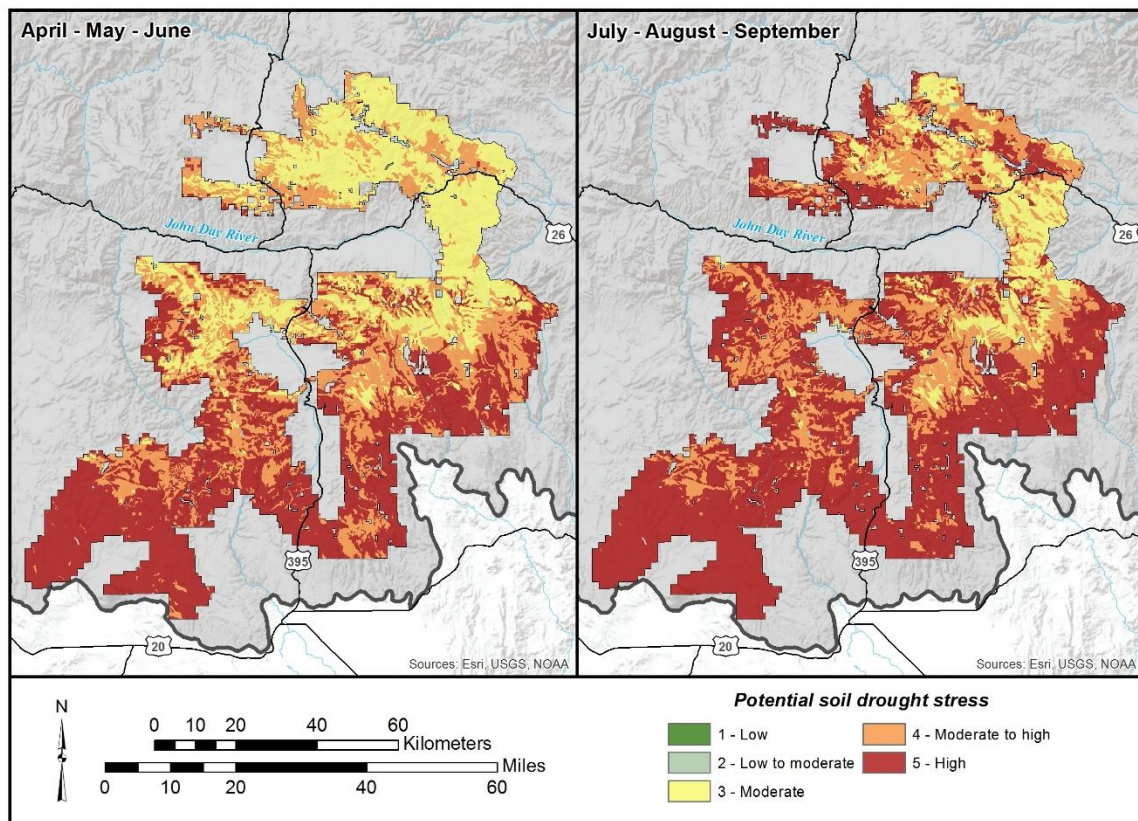 April - May - June
July - August - September
John Day River
John Day River
26
26
395
395
20
20
Sources: Esri, USGS, NOAA
Sources: Esri, USGS, NOAA
N
0 10 20 40 60
Kilometers
Miles
0 10 20 40 60
Potential soil drought stress
1 - Low
2 - Low to moderate
3 - Moderate
4 - Moderate to high
5 - High